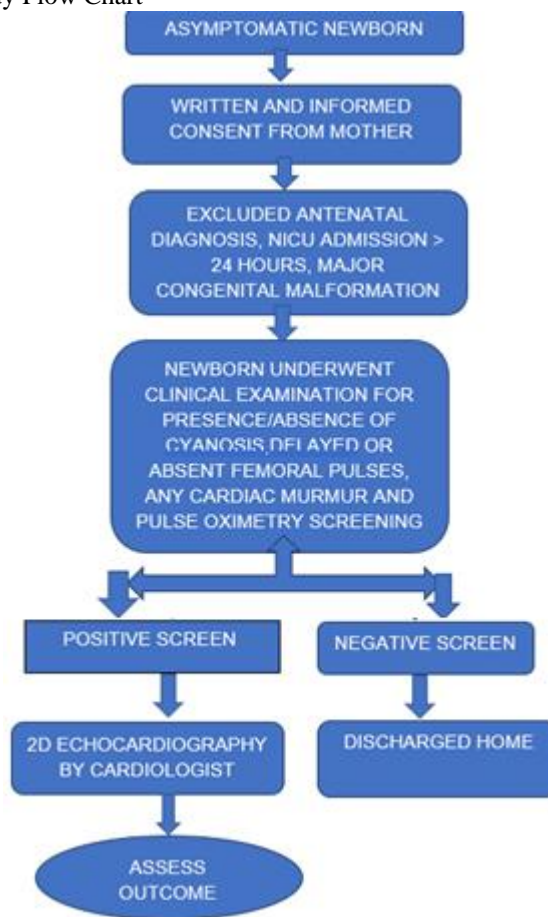 Flow Chart
ASYMPTOMATIC NEWBORN
WRITTEN AND INFORMED
CONSENT FROM MOTHER
EXCLUDED ANTENATAL
DIAGNOSIS, NICU ADMISSION >
24 HOURS, MAJOR
CONGENITAL MALFORMATION
NEWBORN UNDERWENT
CLINICAL EXAMINATION FOR
PRESENCE/ABSENCE OF
CYANOSIS,DELAYED OR
ABSENT FEMORAL PULSES,
ANY CARDIAC MURMUR AND
PULSE OXIMETRY SCREENING
POSITIVE SCREEN
NEGATIVE SCREEN
2D ECHOCARDIOGRAPHY
BY CARDIOLOGIST
DISCHARGED HOME
ASSESS
OUTCOME